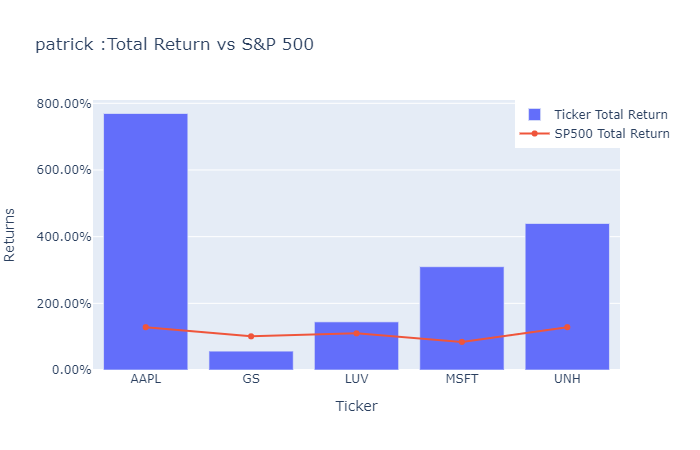 patrick :Total Return vs S&P 500
Ticker Total Return
SP500 Total Return
Returns
800.00%
600.00%
400.00%
200.00%
0.00%
AAPL GS LUV MSFT UNH
Ticker